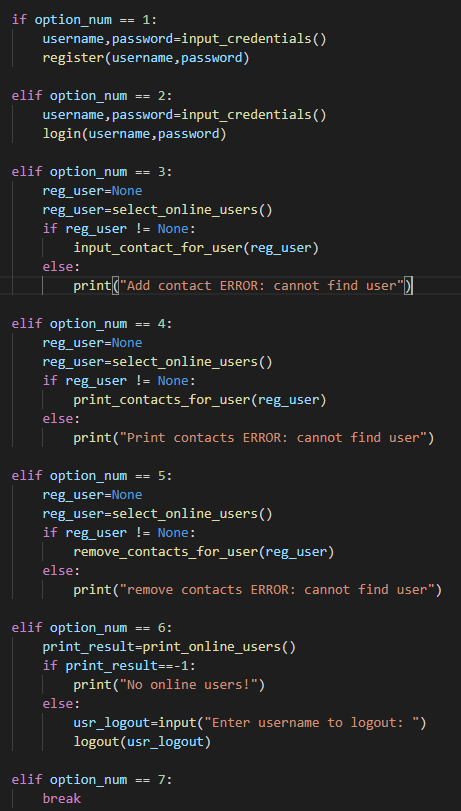 if option_num == 1:
    username,password=input_credentials()
    register(username,password)

elif option_num == 2:
    username,password=input_credentials()
    login(username,password)

elif option_num == 3:
    reg_user=None
    reg_user=select_online_users()
    if reg_user != None:
        input_contact_for_user(reg_user)
    else:
        print("Add contact ERROR: cannot find user")

elif option_num == 4:
    reg_user=None
    reg_user=select_online_users()
    if reg_user != None:
        print_contacts_for_user(reg_user)
    else:
        print("Print contacts ERROR: cannot find user")

elif option_num == 5:
    reg_user=None
    reg_user=select_online_users()
    if reg_user != None:
        remove_contacts_for_user(reg_user)
    else:
        print("remove contacts ERROR: cannot find user")

elif option_num == 6:
    print_result=print_online_users()
    if print_result==-1:
        print("No online users!")
    else:
        usr_logout=input("Enter username to logout: ")
        logout(usr_logout)

elif option_num == 7:
    break